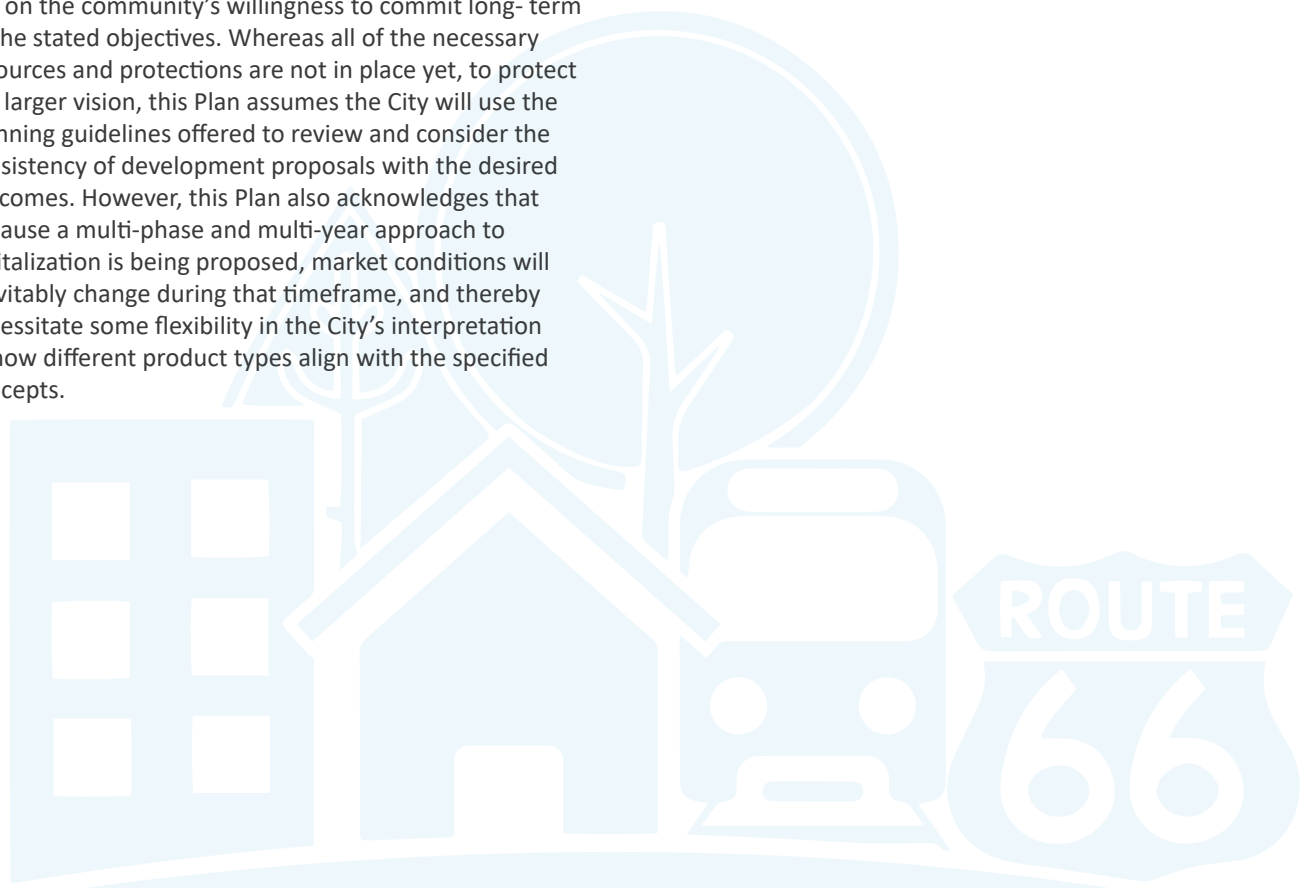 on the community's willingness to commit long- term
he stated objectives. Whereas all of the necessary
ources and protections are not in place yet, to protect
larger vision, this Plan assumes the City will use the
nning guidelines offered to review and consider the
sistency of development proposals with the desired
comes. However, this Plan also acknowledges that
ause a multi-phase and multi-year approach to
italization is being proposed, market conditions will
vitably change during that timeframe, and thereby
essitate some flexibility in the City's interpretation
how different product types align with the specified
cepts.
ROUTE
66